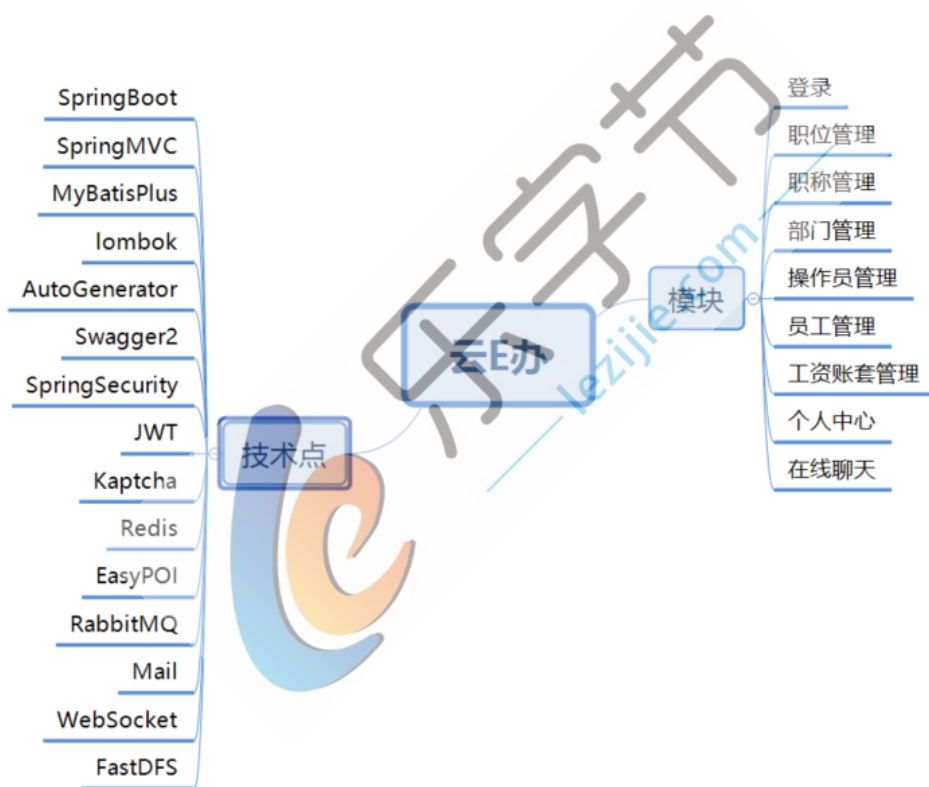 云E办
技术点
SpringBoot
SpringMVC
MyBatisPlus
lombok
AutoGenerator
Swagger2
SpringSecurity
JWT
Kaptcha
Redis
EasyPOI
RabbitMQ
Mail
WebSocket
FastDFS
模块
登录
职位管理
职称管理
部门管理
操作员管理
员工管理
工资账套管理
个人中心
在线聊天
乐字节
lezijie.com